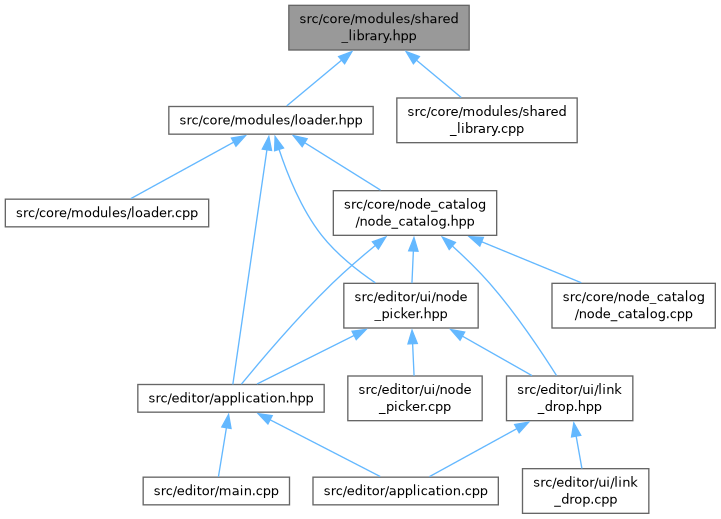 src/core/modules/shared
_library.hpp
src/core/modules/loader.hpp
src/core/modules/shared
_library.cpp
src/core/modules/loader.cpp
src/core/node_catalog
/node_catalog.hpp
src/editor/ui/node
_picker.hpp
src/core/node_catalog
/node_catalog.cpp
src/editor/application.hpp
src/editor/ui/node
_picker.cpp
src/editor/ui/link
_drop.hpp
src/editor/main.cpp
src/editor/application.cpp
src/editor/ui/link
_drop.cpp